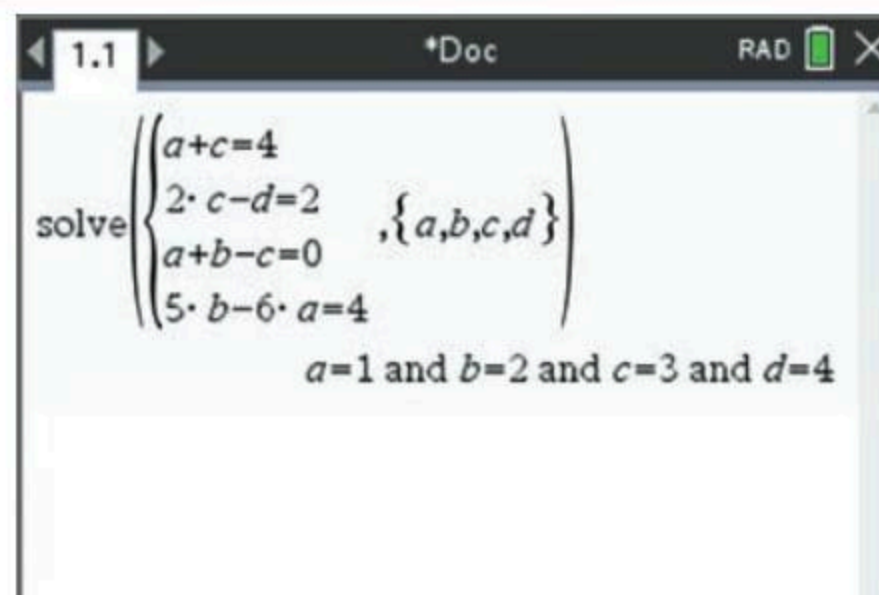 1.1 *Doc RAD
a+c=4
2· c−d=2
solve ,{a,b,c,d}
a+b−c=0
5· b−6· a=4
a=1 and b=2 and c=3 and d=4